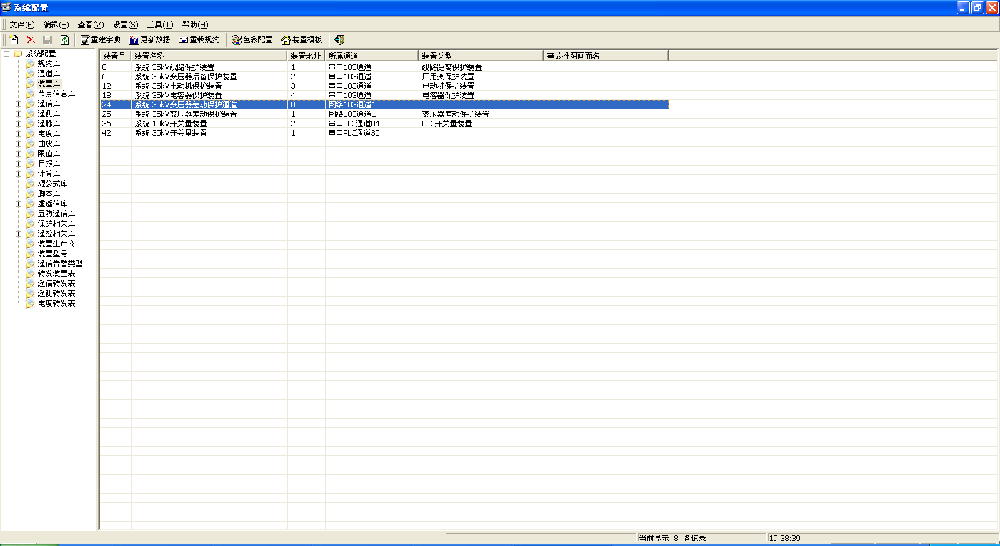 系统配置
文件(F) 编辑(E) 查看(V) 设置(S) 工具(T) 帮助(H)
重建字典 更新数据 重载规约 色彩配置 装置模板
系统配置
规约库
通道库
装置库
节点信息库
遥信库
遥测库
遥脉库
电度库
曲线库
限值库
日报库
计算库
源公式库
脚本库
虚遥信库
五防遥信库
保护相关库
遥控相关库
装置生产商
装置型号
遥信告警类型
转发装置表
遥信转发表
遥测转发表
电度转发表
装置号 装置名称 装置地址 所属通道 装置类型 事故推图画面名
0 系统:35kV线路保护装置 1 串口103通道 线路距离保护装置
6 系统:35kV变压器后备保护装置 2 串口103通道 厂用变保护装置
12 系统:35kV电动机保护装置 3 串口103通道 电动机保护装置
18 系统:35kV电容器保护装置 4 串口103通道 电容器保护装置
24 系统:35kV变压器差动保护通道 0 网络103通道1
25 系统:35kV变压器差动保护装置 1 网络103通道1 变压器差动保护装置
36 系统:10kV开关量装置 2 串口PLC通道04 PLC开关量装置
42 系统:35kV开关量装置 1 串口PLC通道35
当前显示 8 条记录 19:38:39